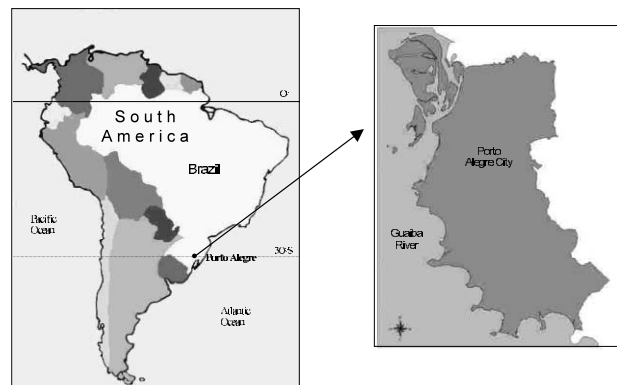 0°
South
America
Brazil
Pacific
Ocean
30°S
Porto Alegre
Atlantic
Ocean
Porto
Alegre City
Guaiba
River